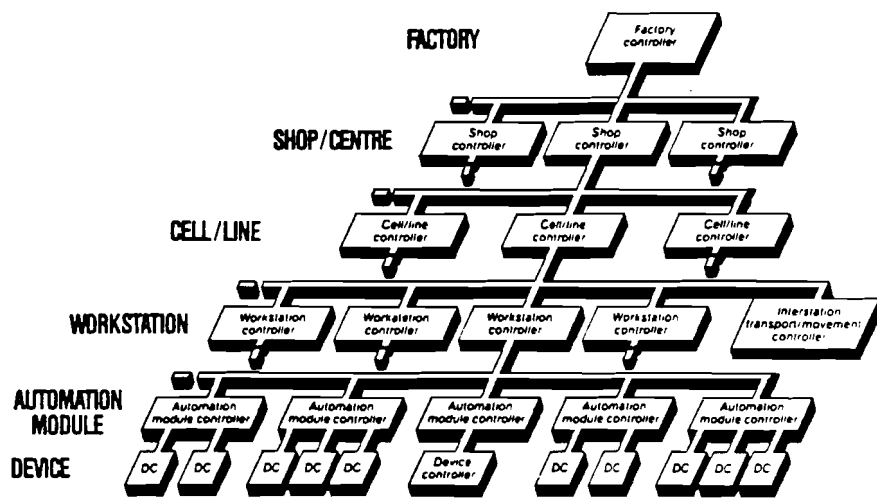 FACTORY
Factory
controller
SHOP/CENTRE
Shop
controller
Shop
controller
Shop
controller
CELL/LINE
Cell/line
controller
Cell/line
controller
Cell/line
controller
WORKSTATION
Workstation
controller
Workstation
controller
Workstation
controller
Workstation
controller
Interstation
transport/movement
controller
AUTOMATION
MODULE
Automation
module controller
Automation
module controller
Automation
module controller
Automation
module controller
Automation
module controller
DEVICE
DC
DC
DC
DC
DC
Device
controller
DC
DC
DC
DC
DC